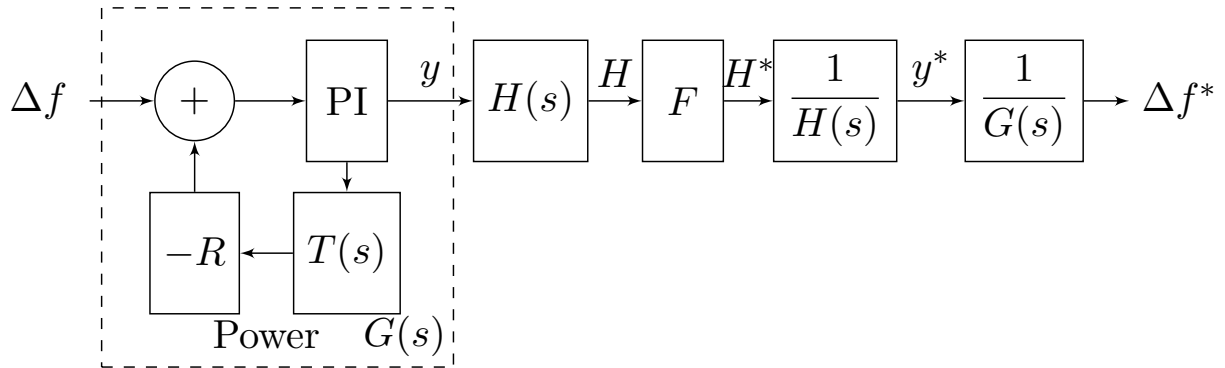 Δf
+
PI
y
H(s)
H
F
H*
1
H(s)
y*
1
G(s)
Δf*
−R
T(s)
Power
G(s)